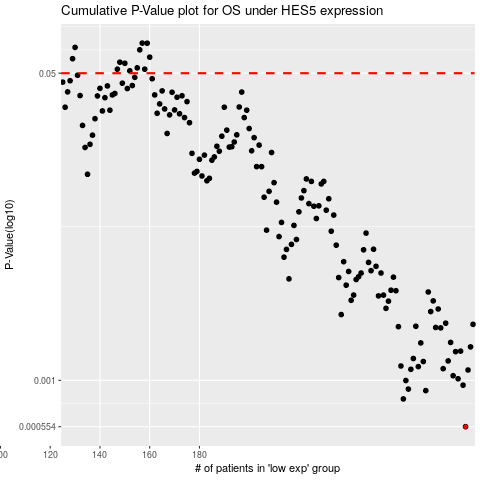 Cumulative P-Value plot for OS under HES5 expression
P-Value(log10)
0.05
0.001
0.000554
00 120 140 160 180
# of patients in 'low exp' group